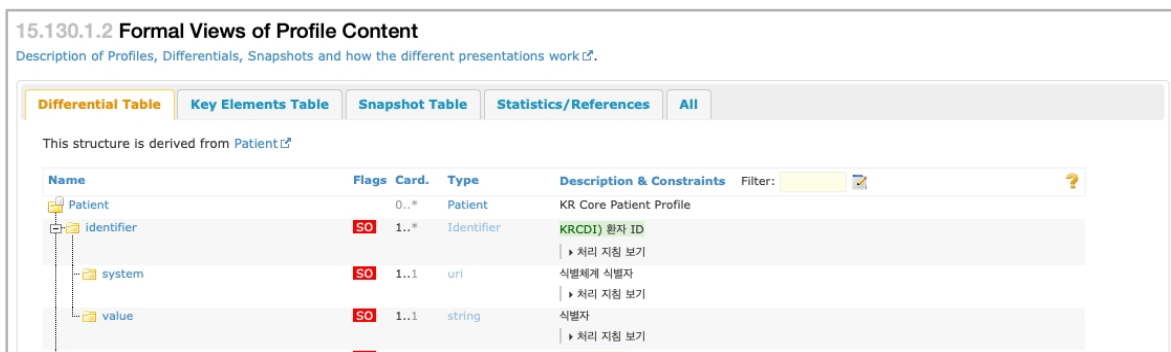 15.130.1.2 Formal Views of Profile Content
Description of Profiles, Differentials, Snapshots and how the different presentations work.
Differential Table Key Elements Table Snapshot Table Statistics/References All
This structure is derived from Patient
Name Flags Card. Type Description & Constraints Filter:
Patient 0..* Patient KR Core Patient Profile
identifier SO 1..* Identifier KRCDI) 환자 ID
처리 지침 보기
system SO 1..1 uri 식별체계 식별자
처리 지침 보기
value SO 1..1 string 식별자
처리 지침 보기